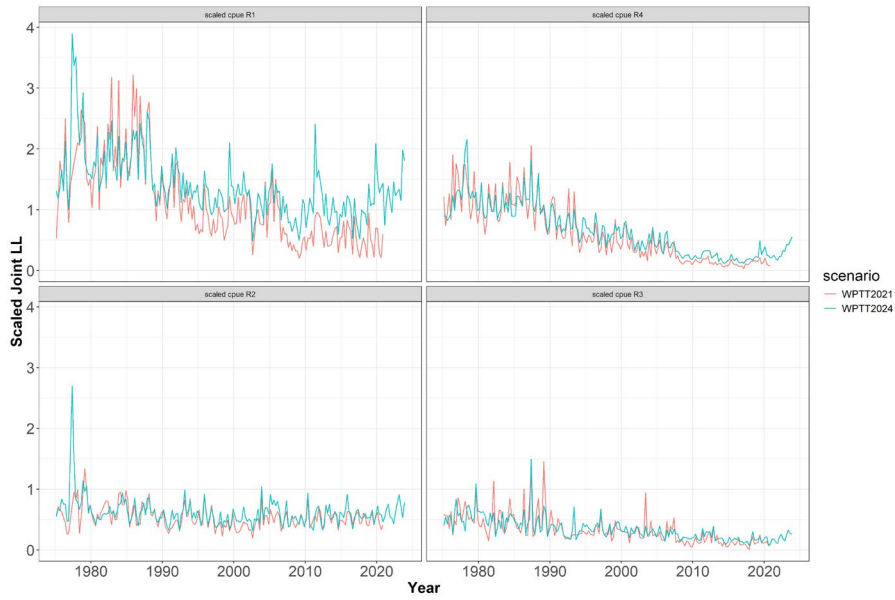 scaled cpue R1
scaled cpue R4
4
3
2
1
0
scaled cpue R2
scaled cpue R3
4
3
2
1
0
1980 1990 2000 2010 2020 1980 1990 2000 2010 2020
Year
Scaled Joint LL
scenario
WPTT2021
WPTT2024